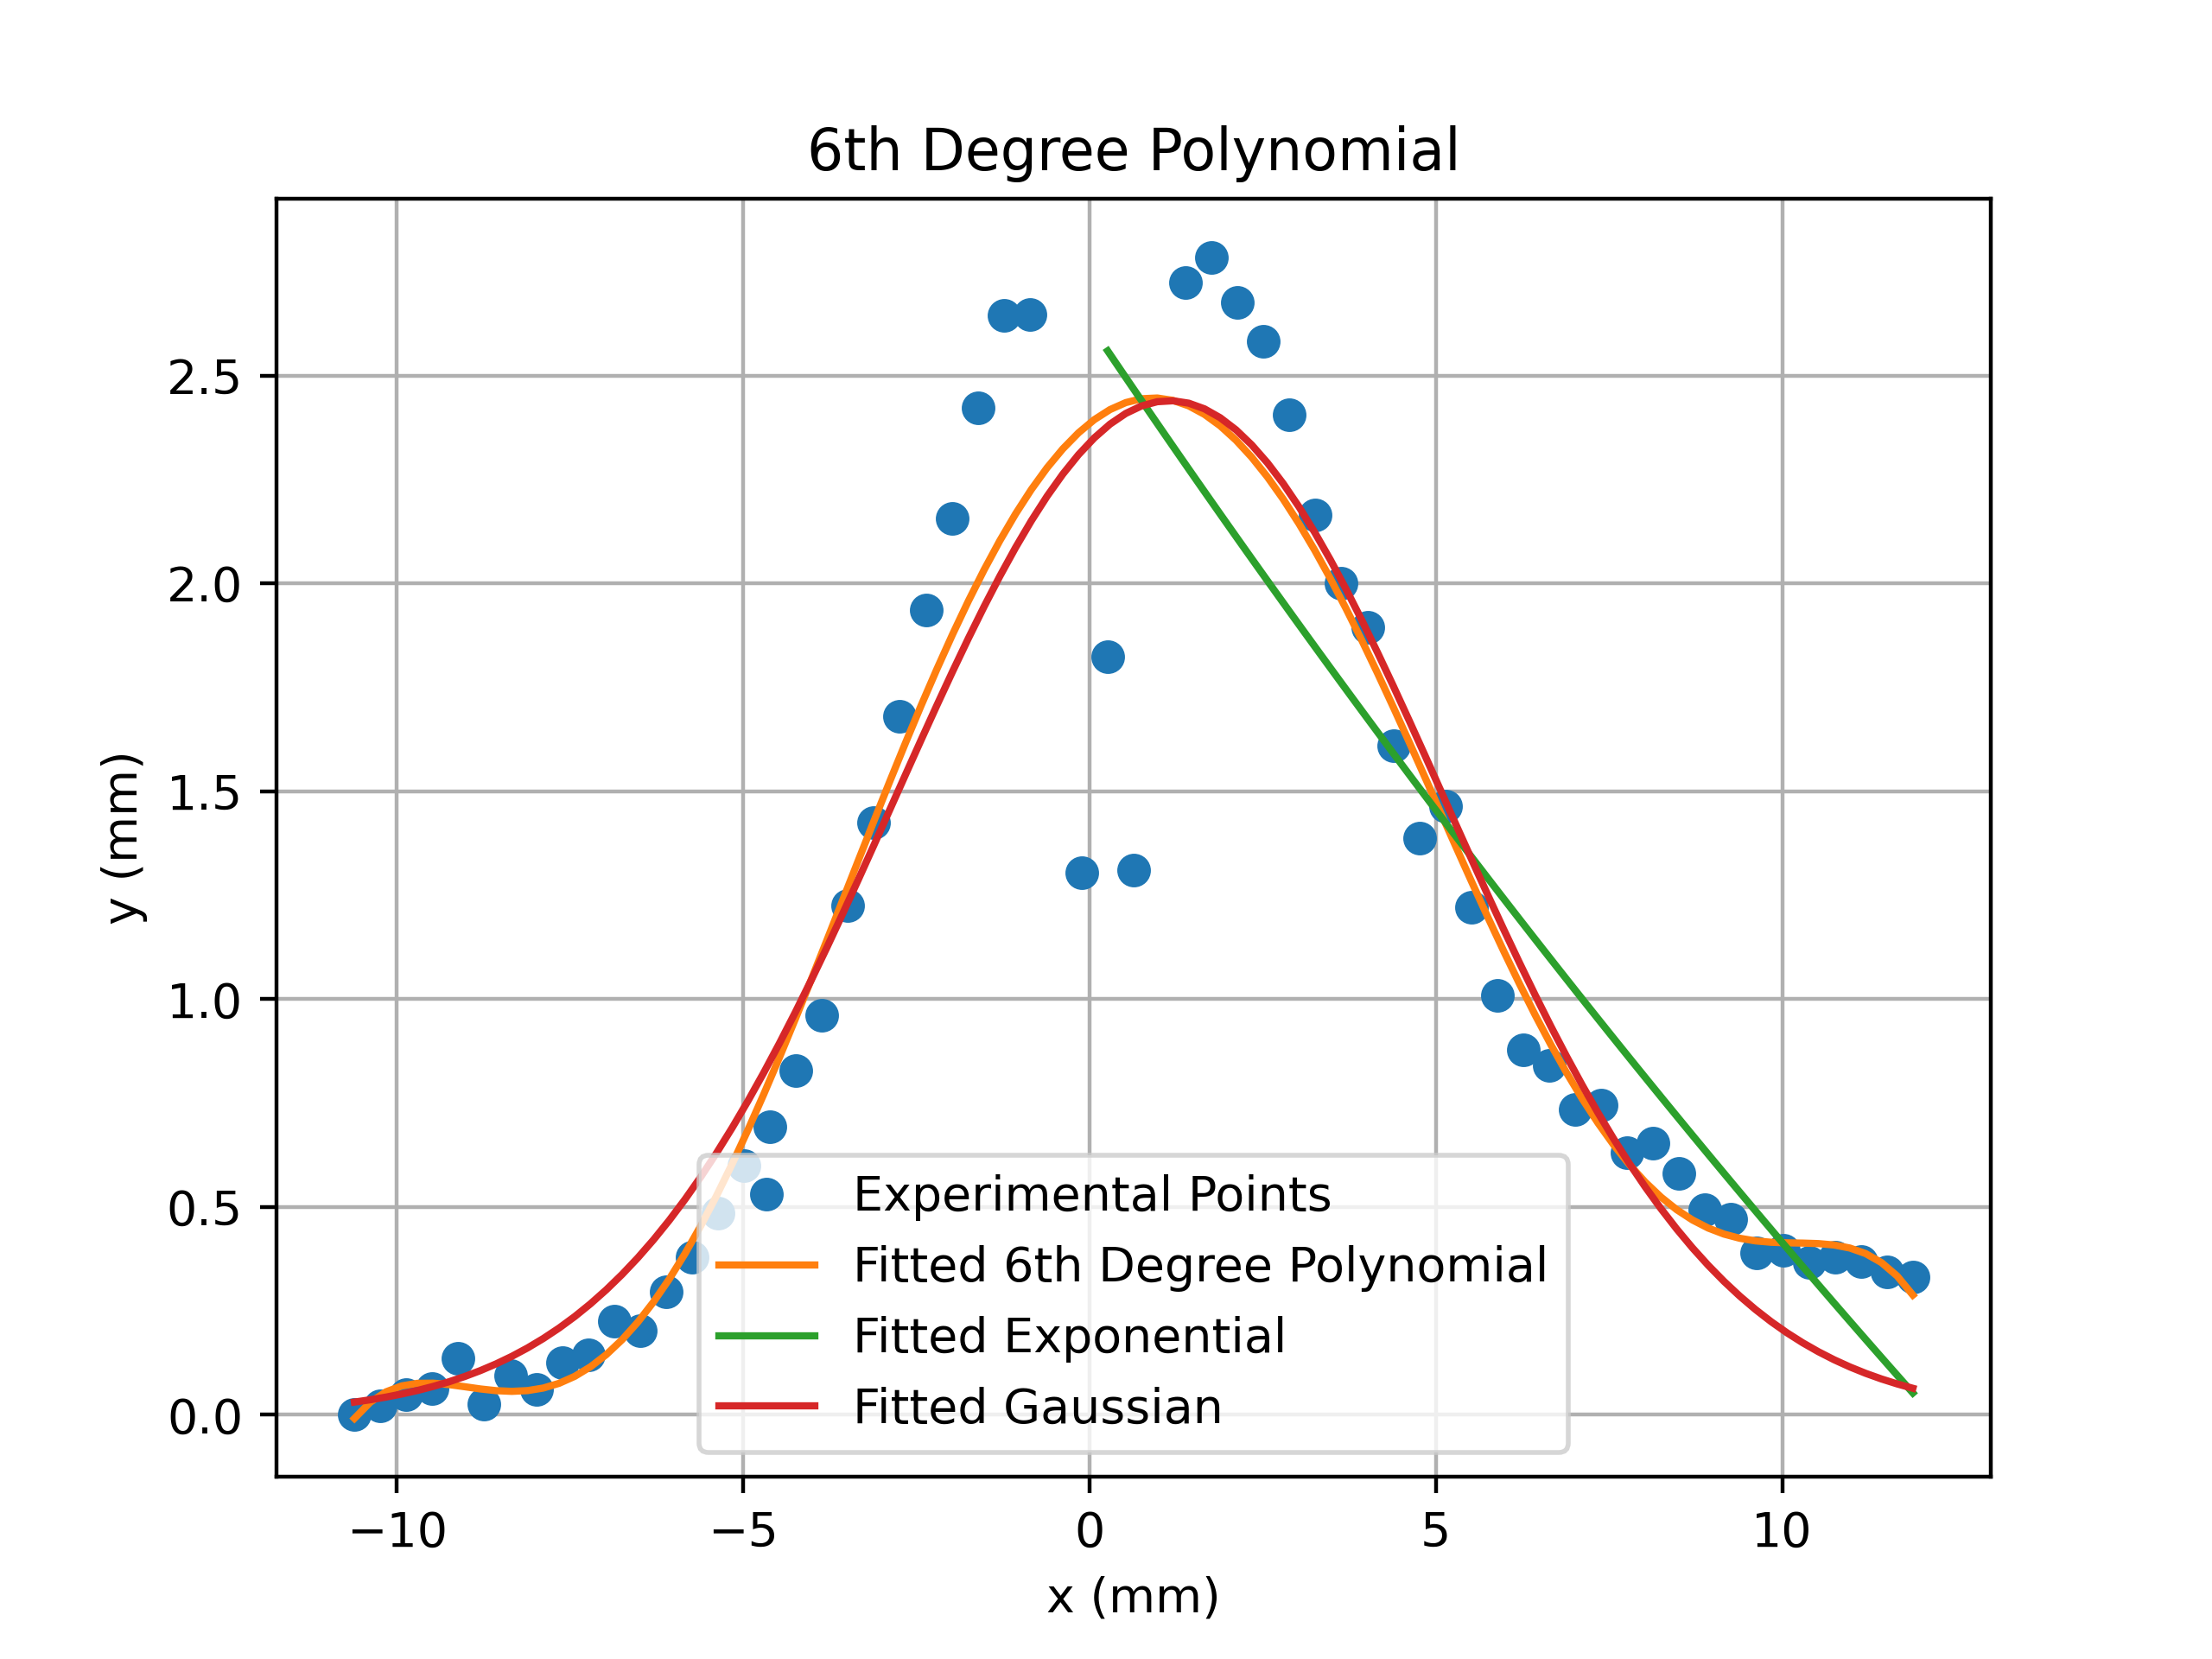 6th Degree Polynomial
y (mm)
2.5
2.0
1.5
1.0
0.5
0.0
Experimental Points
Fitted 6th Degree Polynomial
Fitted Exponential
Fitted Gaussian
−10 −5 0 5 10
x (mm)